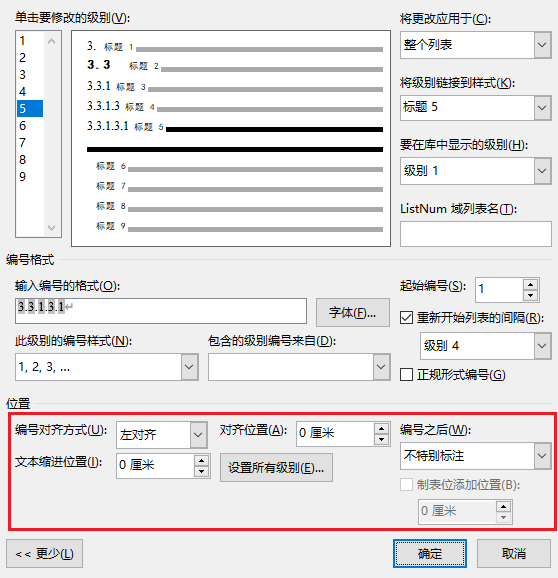 单击要修改的级别(V):
1
2
3
4
5
6
7
8
9
3. 标题 1
3.3 标题 2
3.3.1 标题 3
3.3.1.3 标题 4
3.3.1.3.1 标题 5
标题 6
标题 7
标题 8
标题 9
将更改应用于(C):
整个列表
将级别链接到样式(K):
标题 5
要在库中显示的级别(H):
级别 1
ListNum 域列表名(T):
编号格式
输入编号的格式(O):
3.3.1.3.1↵
字体(F)...
起始编号(S): 1
重新开始列表的间隔(R):
级别 4
此级别的编号样式(N):
1, 2, 3, ...
包含的级别编号来自(D):
正规形式编号(G)
位置
编号对齐方式(U): 左对齐 对齐位置(A): 0 厘米
文本缩进位置(I): 0 厘米 设置所有级别(E)...
编号之后(W):
不特别标注
制表位添加位置(B):
0 厘米
<< 更少(L) 确定 取消